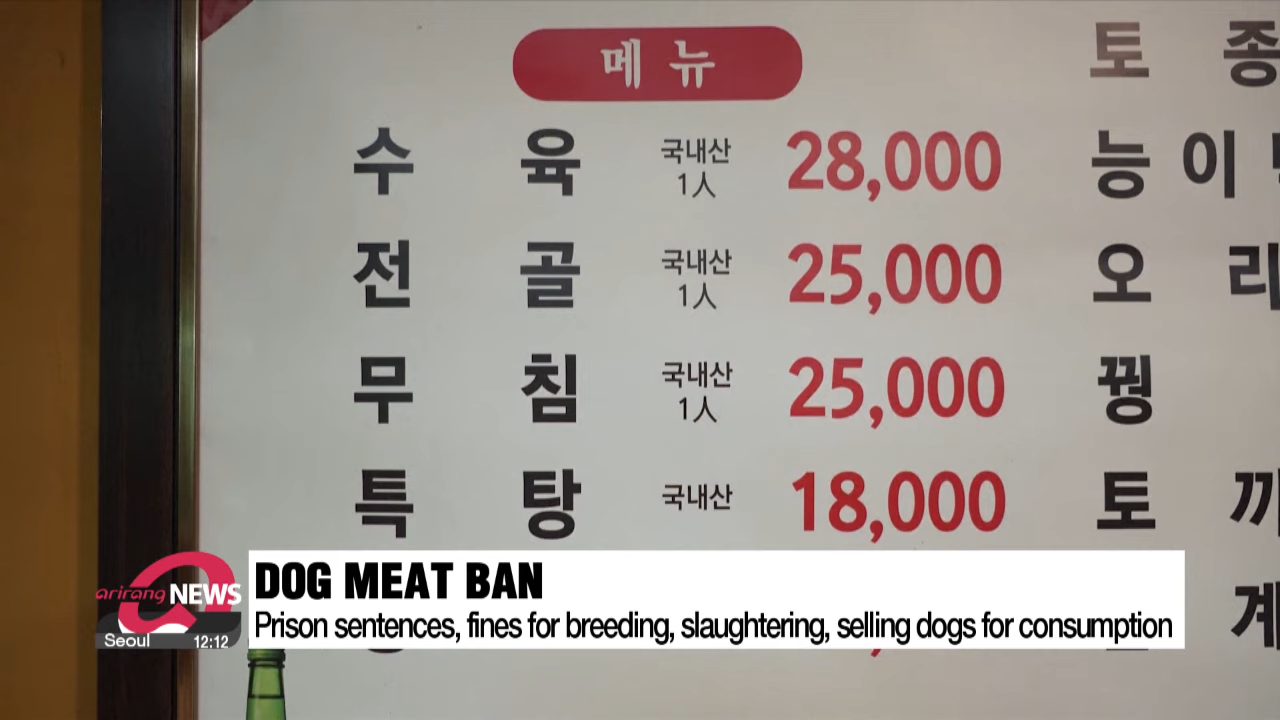 메뉴
토종
수육 국내산 1人 28,000
능이
전골 국내산 1人 25,000
오리
무침 국내산 1人 25,000
꿩
특탕 국내산 18,000
토끼
계
arirang NEWS
Seoul 12:12
DOG MEAT BAN
Prison sentences, fines for breeding, slaughtering, selling dogs for consumption